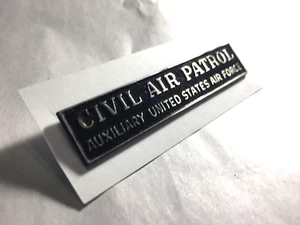 CIVIL AIR PATROL
AUXILIARY UNITED STATES AIR FORCE